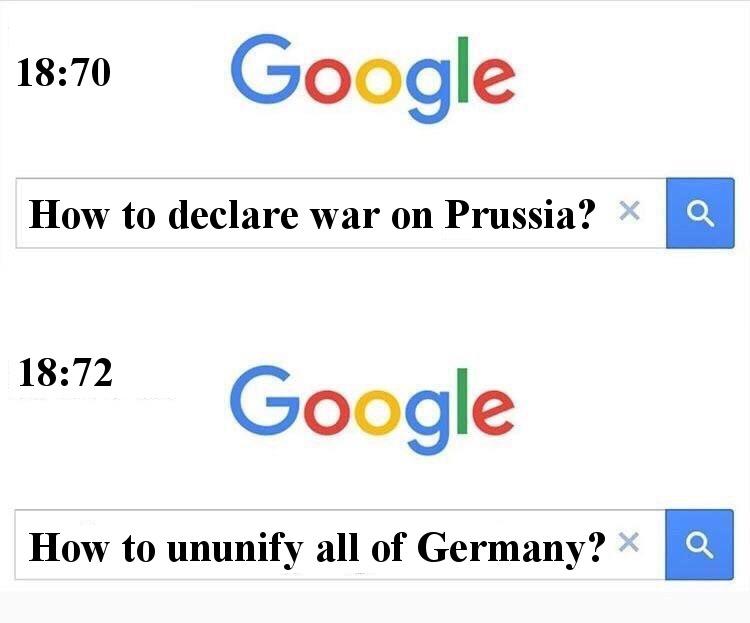 18:70
Google
How to declare war on Prussia?
18:72
Google
How to ununify all of Germany?